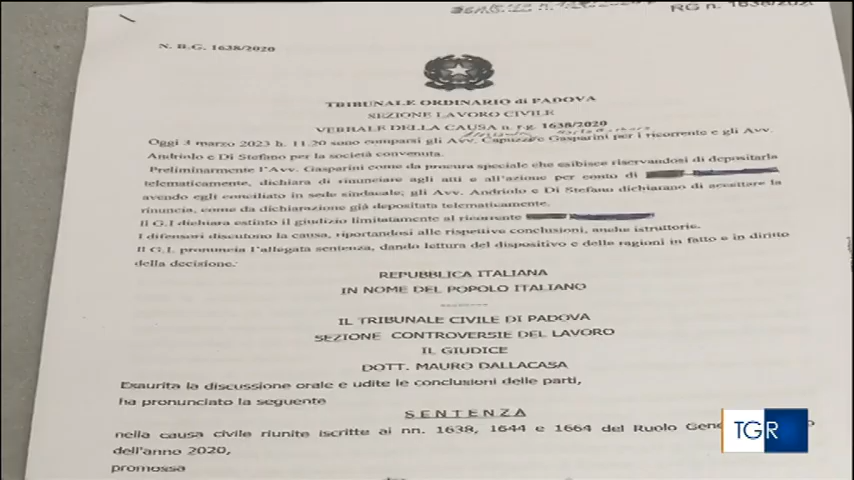 RG n. 1638/202
N. R.G. 1638/2020
TRIBUNALE ORDINARIO di PADOVA
SEZIONE LAVORO CIVILE
VERBALE DELLA CAUSA n. r.g. 1638/2020
Oggi 3 marzo 2023 h. 11.20 sono comparsi gli Avv. Capuzzo e Gasparini per i ricorrente e gli Avv.
Andriolo e Di Stefano per la società convenuta.
Preliminarmente l'Avv. Gasparini come da procura speciale che esibisce riservandosi di depositarla
telematicamente, dichiara di rinunciare agli atti e all'azione per conto di
avendo egli conciliato in sede sindacale; gli Avv. Andriolo e Di Stefano dichiarano di accettare la
rinuncia, come da dichiarazione già depositata telematicamente.
Il G.I dichiara estinto il giudizio limitatamente al ricorrente
I difensori discutono la causa, riportandosi alle rispettive conclusioni, anche istruttorie.
Il G.I. pronuncia l'allegata sentenza, dando lettura del dispositivo e delle ragioni in fatto e in diritto
della decisione.
REPUBBLICA ITALIANA
IN NOME DEL POPOLO ITALIANO
--------
IL TRIBUNALE CIVILE DI PADOVA
SEZIONE CONTROVERSIE DEL LAVORO
IL GIUDICE
DOTT. MAURO DALLACASA
Esaurita la discussione orale e udite le conclusioni delle parti,
ha pronunciato la seguente
SENTENZA
nella causa civile riunite iscritte ai nn. 1638, 1644 e 1664 del Ruolo Gene
dell'anno 2020,
promossa
TGR